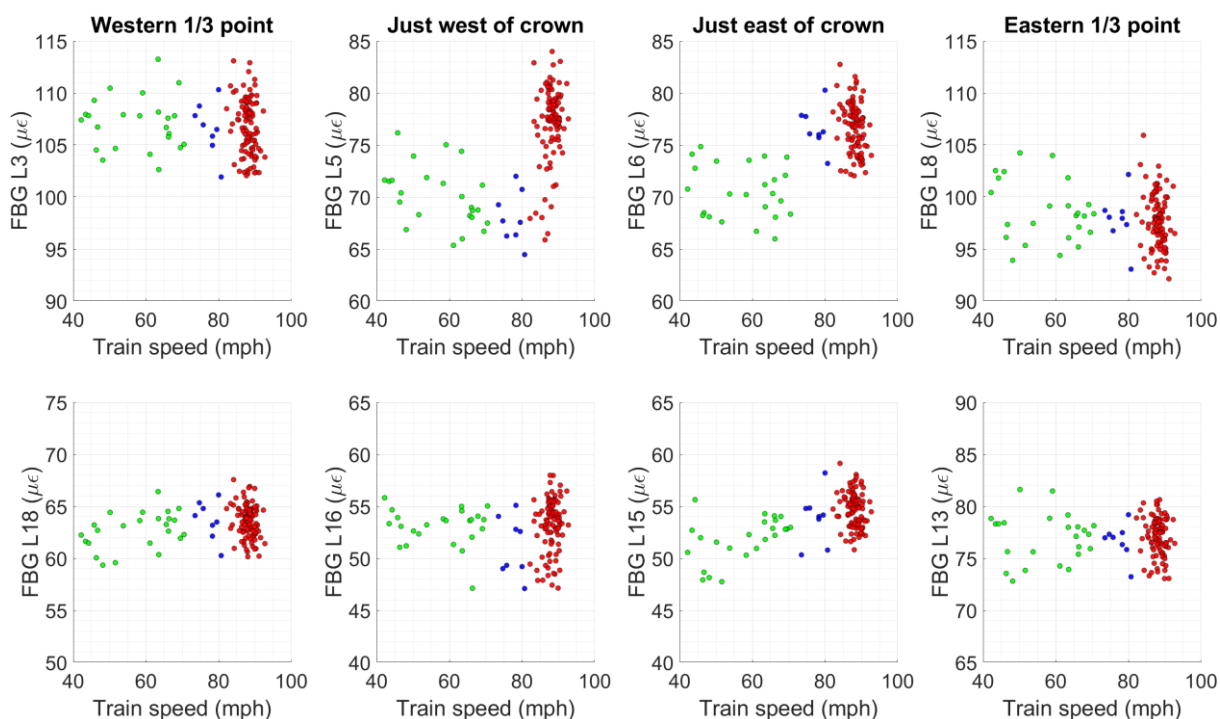 Western 1/3 point
Just west of crown
Just east of crown
Eastern 1/3 point
FBG L3 (με)
115
110
105
100
95
90
40 60 80 100
Train speed (mph)
FBG L5 (με)
85
80
75
70
65
60
40 60 80 100
Train speed (mph)
FBG L6 (με)
85
80
75
70
65
60
40 60 80 100
Train speed (mph)
FBG L8 (με)
115
110
105
100
95
90
40 60 80 100
Train speed (mph)
FBG L18 (με)
75
70
65
60
55
50
40 60 80 100
Train speed (mph)
FBG L16 (με)
65
60
55
50
45
40
40 60 80 100
Train speed (mph)
FBG L15 (με)
65
60
55
50
45
40
40 60 80 100
Train speed (mph)
FBG L13 (με)
90
85
80
75
70
65
40 60 80 100
Train speed (mph)